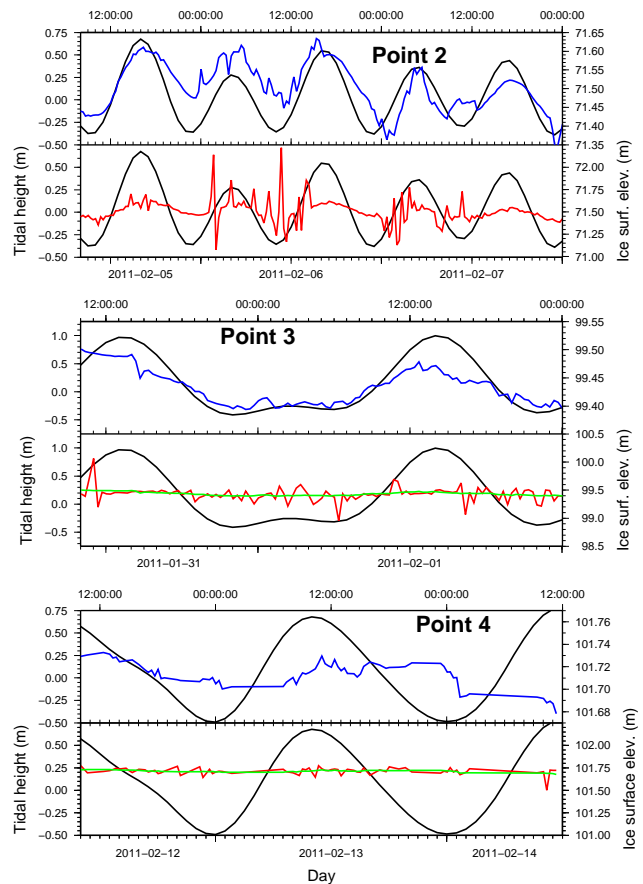 12:00:00 00:00:00 12:00:00 00:00:00 12:00:00 00:00:00
Point 2
0.75 71.65
0.50 71.60
0.25 71.55
71.50
0.00 71.45
−0.25 71.40
−0.50 71.35
0.50 72.00
0.25 71.75
0.00 71.50
−0.25 71.25
−0.50 71.00
Tidal height (m)
Ice surf. elev. (m)
2011−02−05 2011−02−06 2011−02−07
12:00:00 00:00:00 12:00:00 00:00:00
Point 3
99.55
1.0
99.50
0.5
99.45
0.0
99.40
−0.5
100.5
1.0 100.0
0.5 99.5
0.0
99.0
−0.5
98.5
Tidal height (m)
Ice surf. elev. (m)
2011−01−31 2011−02−01
12:00:00 00:00:00 12:00:00 00:00:00 12:00:00
Point 4
0.75
101.76
0.50
101.74
0.25 101.72
0.00
101.70
−0.25
101.68
−0.50
0.50 102.00
0.25 101.75
0.00 101.50
−0.25 101.25
−0.50 101.00
Tidal height (m)
Ice surface elev. (m)
2011−02−12 2011−02−13 2011−02−14
Day